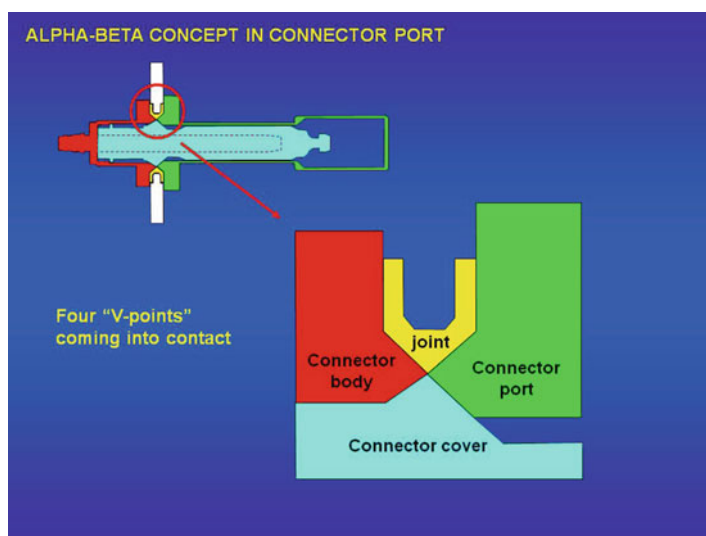 ALPHA-BETA CONCEPT IN CONNECTOR PORT
Four “V-points”
coming into contact
joint
Connector
body
Connector
port
Connector cover